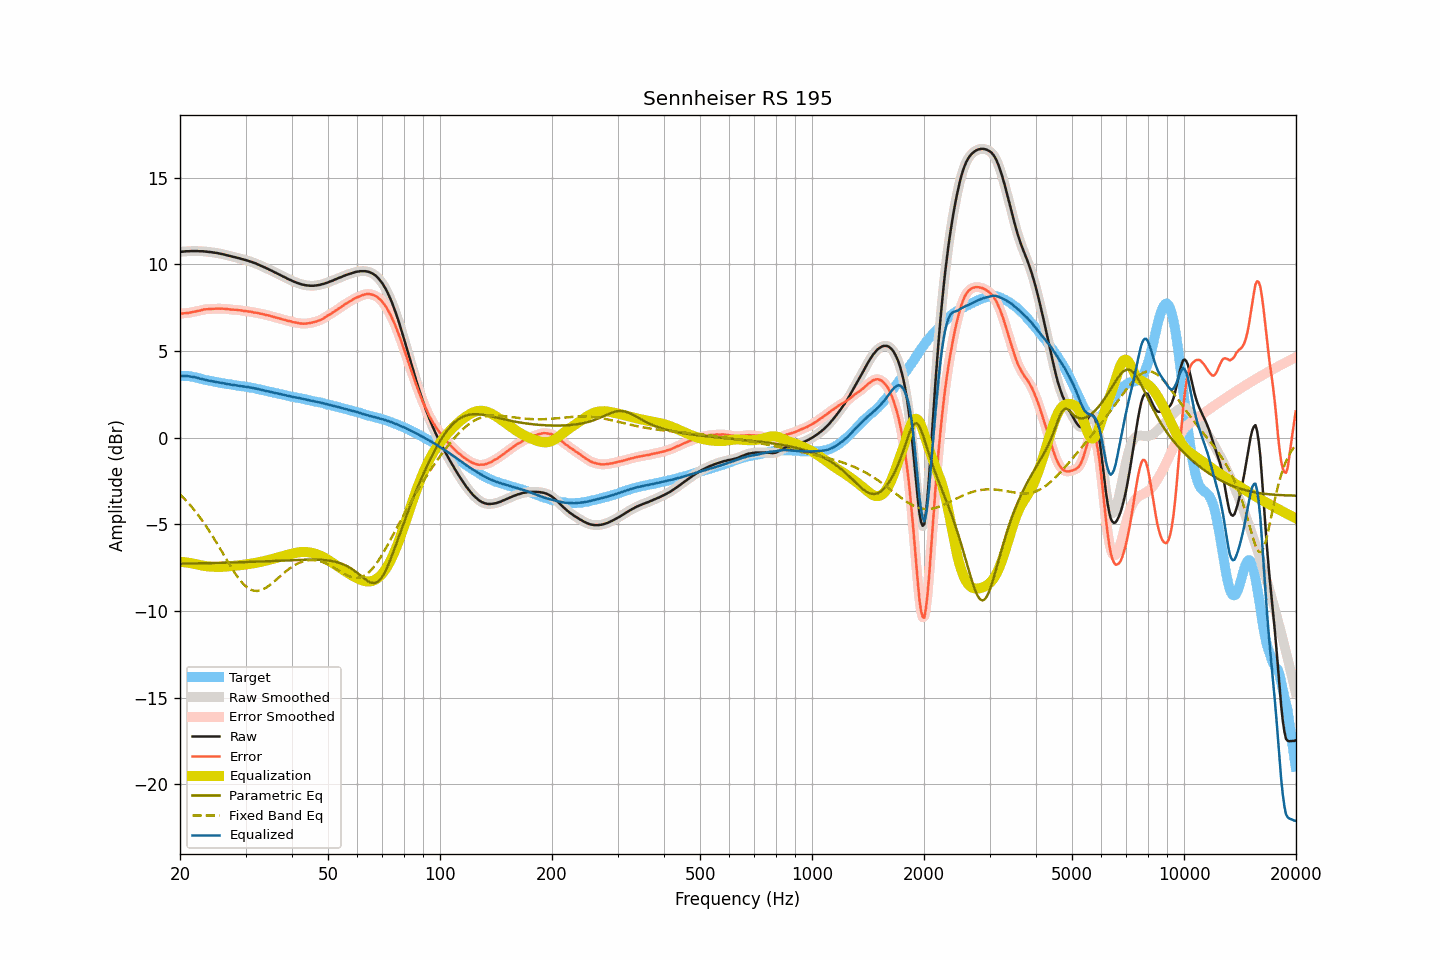 Sennheiser RS 195
Amplitude (dBr)
15
10
5
0
−5
−10
−15
−20
Target
Raw Smoothed
Error Smoothed
Raw
Error
Equalization
Parametric Eq
Fixed Band Eq
Equalized
20 50 100 200 500 1000 2000 5000 10000 20000
Frequency (Hz)